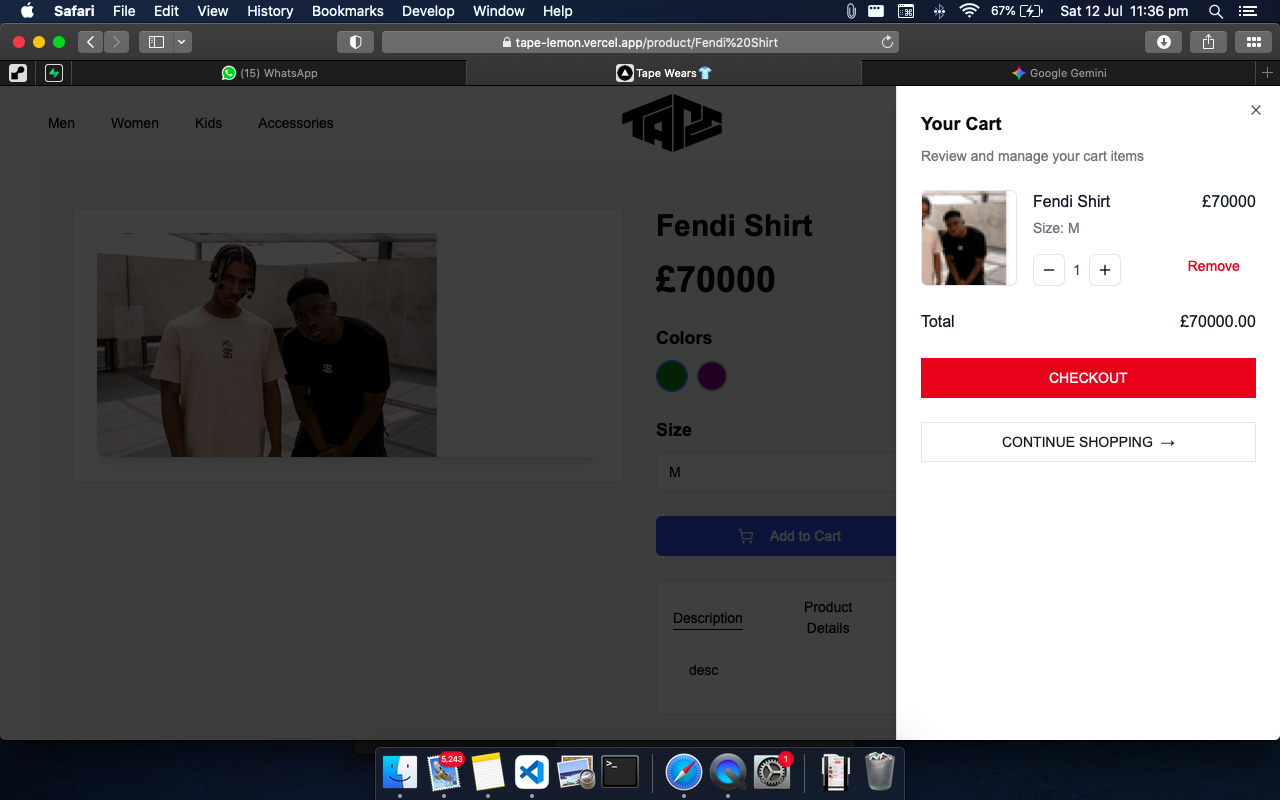 Safari File Edit View History Bookmarks Develop Window Help 67% Sat 12 Jul 11:36 pm
tape-lemon.vercel.app/product/Fendi%20Shirt
(15) WhatsApp
Tape Wears
Google Gemini
Men Women Kids Accessories
TAPS
Fendi Shirt
£70000
Colors
Size
M
Add to Cart
Description
Product
Details
desc
Your Cart
Review and manage your cart items
Fendi Shirt £70000
Size: M
1 Remove
Total £70000.00
CHECKOUT
CONTINUE SHOPPING →
5,243
>_
1